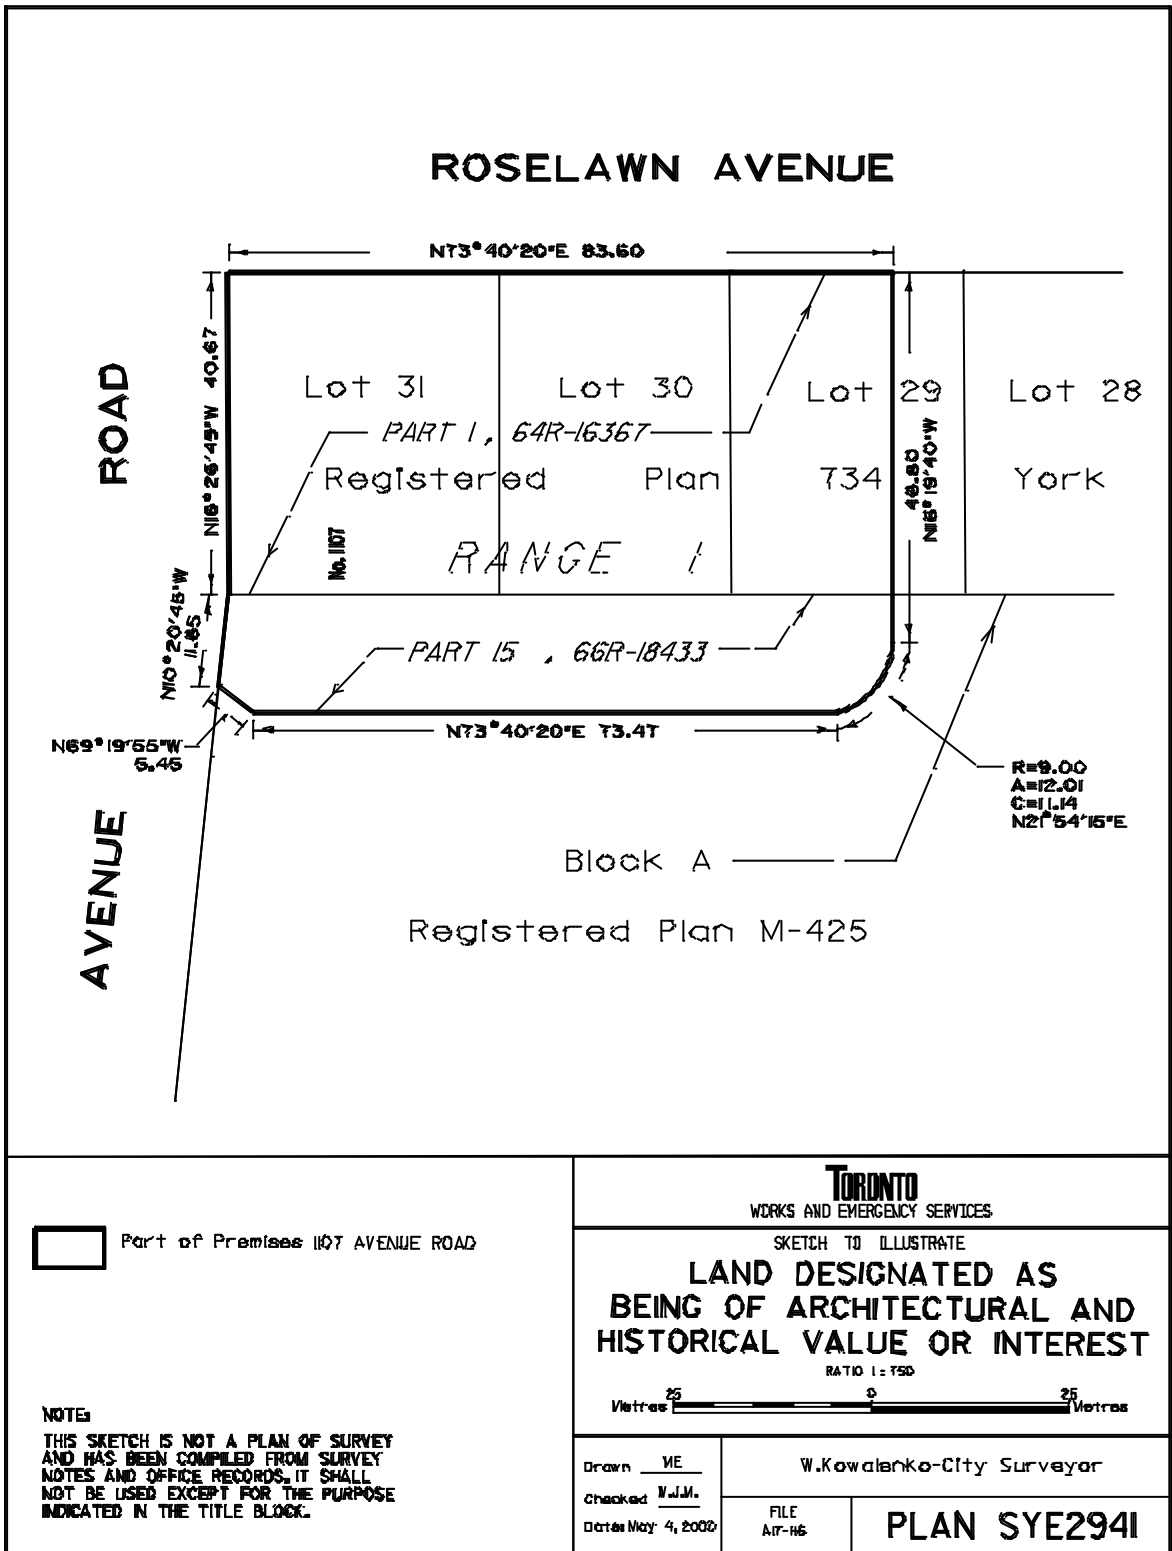 ROSELAWN AVENUE
N73°40'20"E 83.60
N16°26'45"W 40.67
ROAD
Lot 31
Lot 30
Lot 29
Lot 28
PART 1, 64R-16367
Registered Plan 734 York
N16°19'40"W
No.1107
RANGE 1
N10°20'45"W
11.85
PART 15 , 66R-18433
N73°40'20"E 73.47
N69°19'55"W
5.45
R=9.00
A=12.01
C=11.14
N21°54'15"E
AVENUE
Block A
Registered Plan M-425
TORONTO
WORKS AND EMERGENCY SERVICES
Part of Premises 1107 AVENUE ROAD
SKETCH TO ILLUSTRATE
LAND DESIGNATED AS
BEING OF ARCHITECTURAL AND
HISTORICAL VALUE OR INTEREST
RATIO 1:750
25 0 25
Metres Metres
NOTE:
THIS SKETCH IS NOT A PLAN OF SURVEY
AND HAS BEEN COMPILED FROM SURVEY
NOTES AND OFFICE RECORDS. IT SHALL
NOT BE USED EXCEPT FOR THE PURPOSE
INDICATED IN THE TITLE BLOCK.
Drawn ME
Checked W.J.M.
Date: May 4, 2000
W.Kowalenko-City Surveyor
FILE
PLAN SYE2941